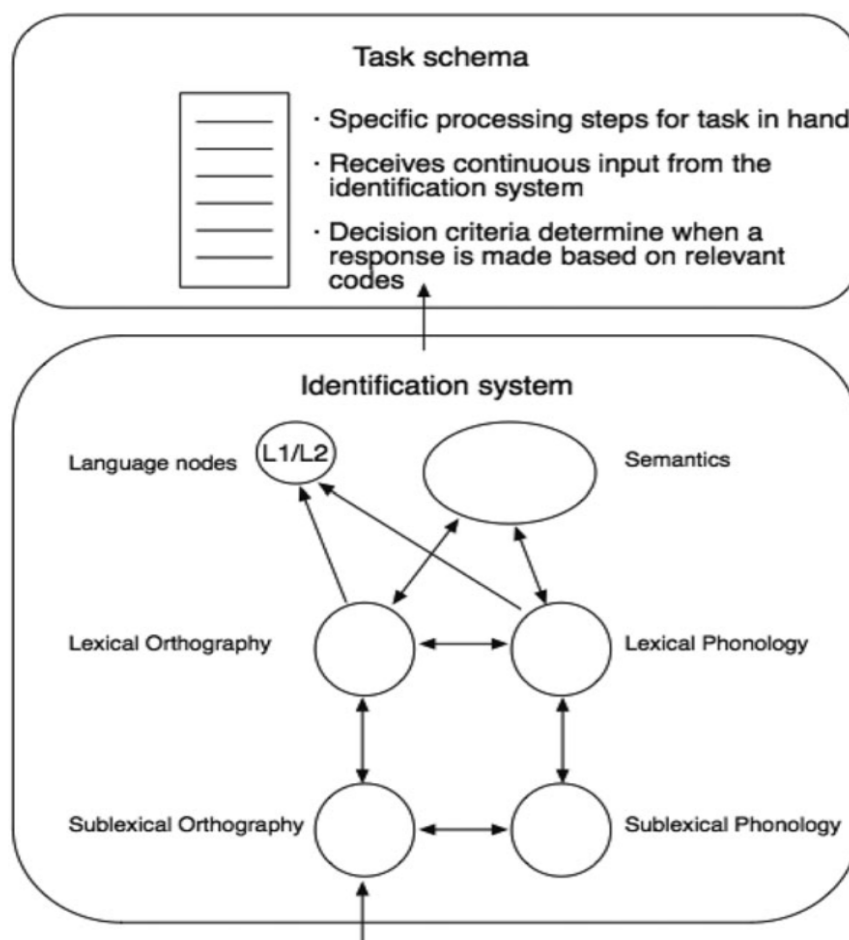 Task schema
· Specific processing steps for task in hand
· Receives continuous input from the
identification system
· Decision criteria determine when a
response is made based on relevant
codes
Identification system
Language nodes
L1/L2
Semantics
Lexical Orthography
Lexical Phonology
Sublexical Orthography
Sublexical Phonology